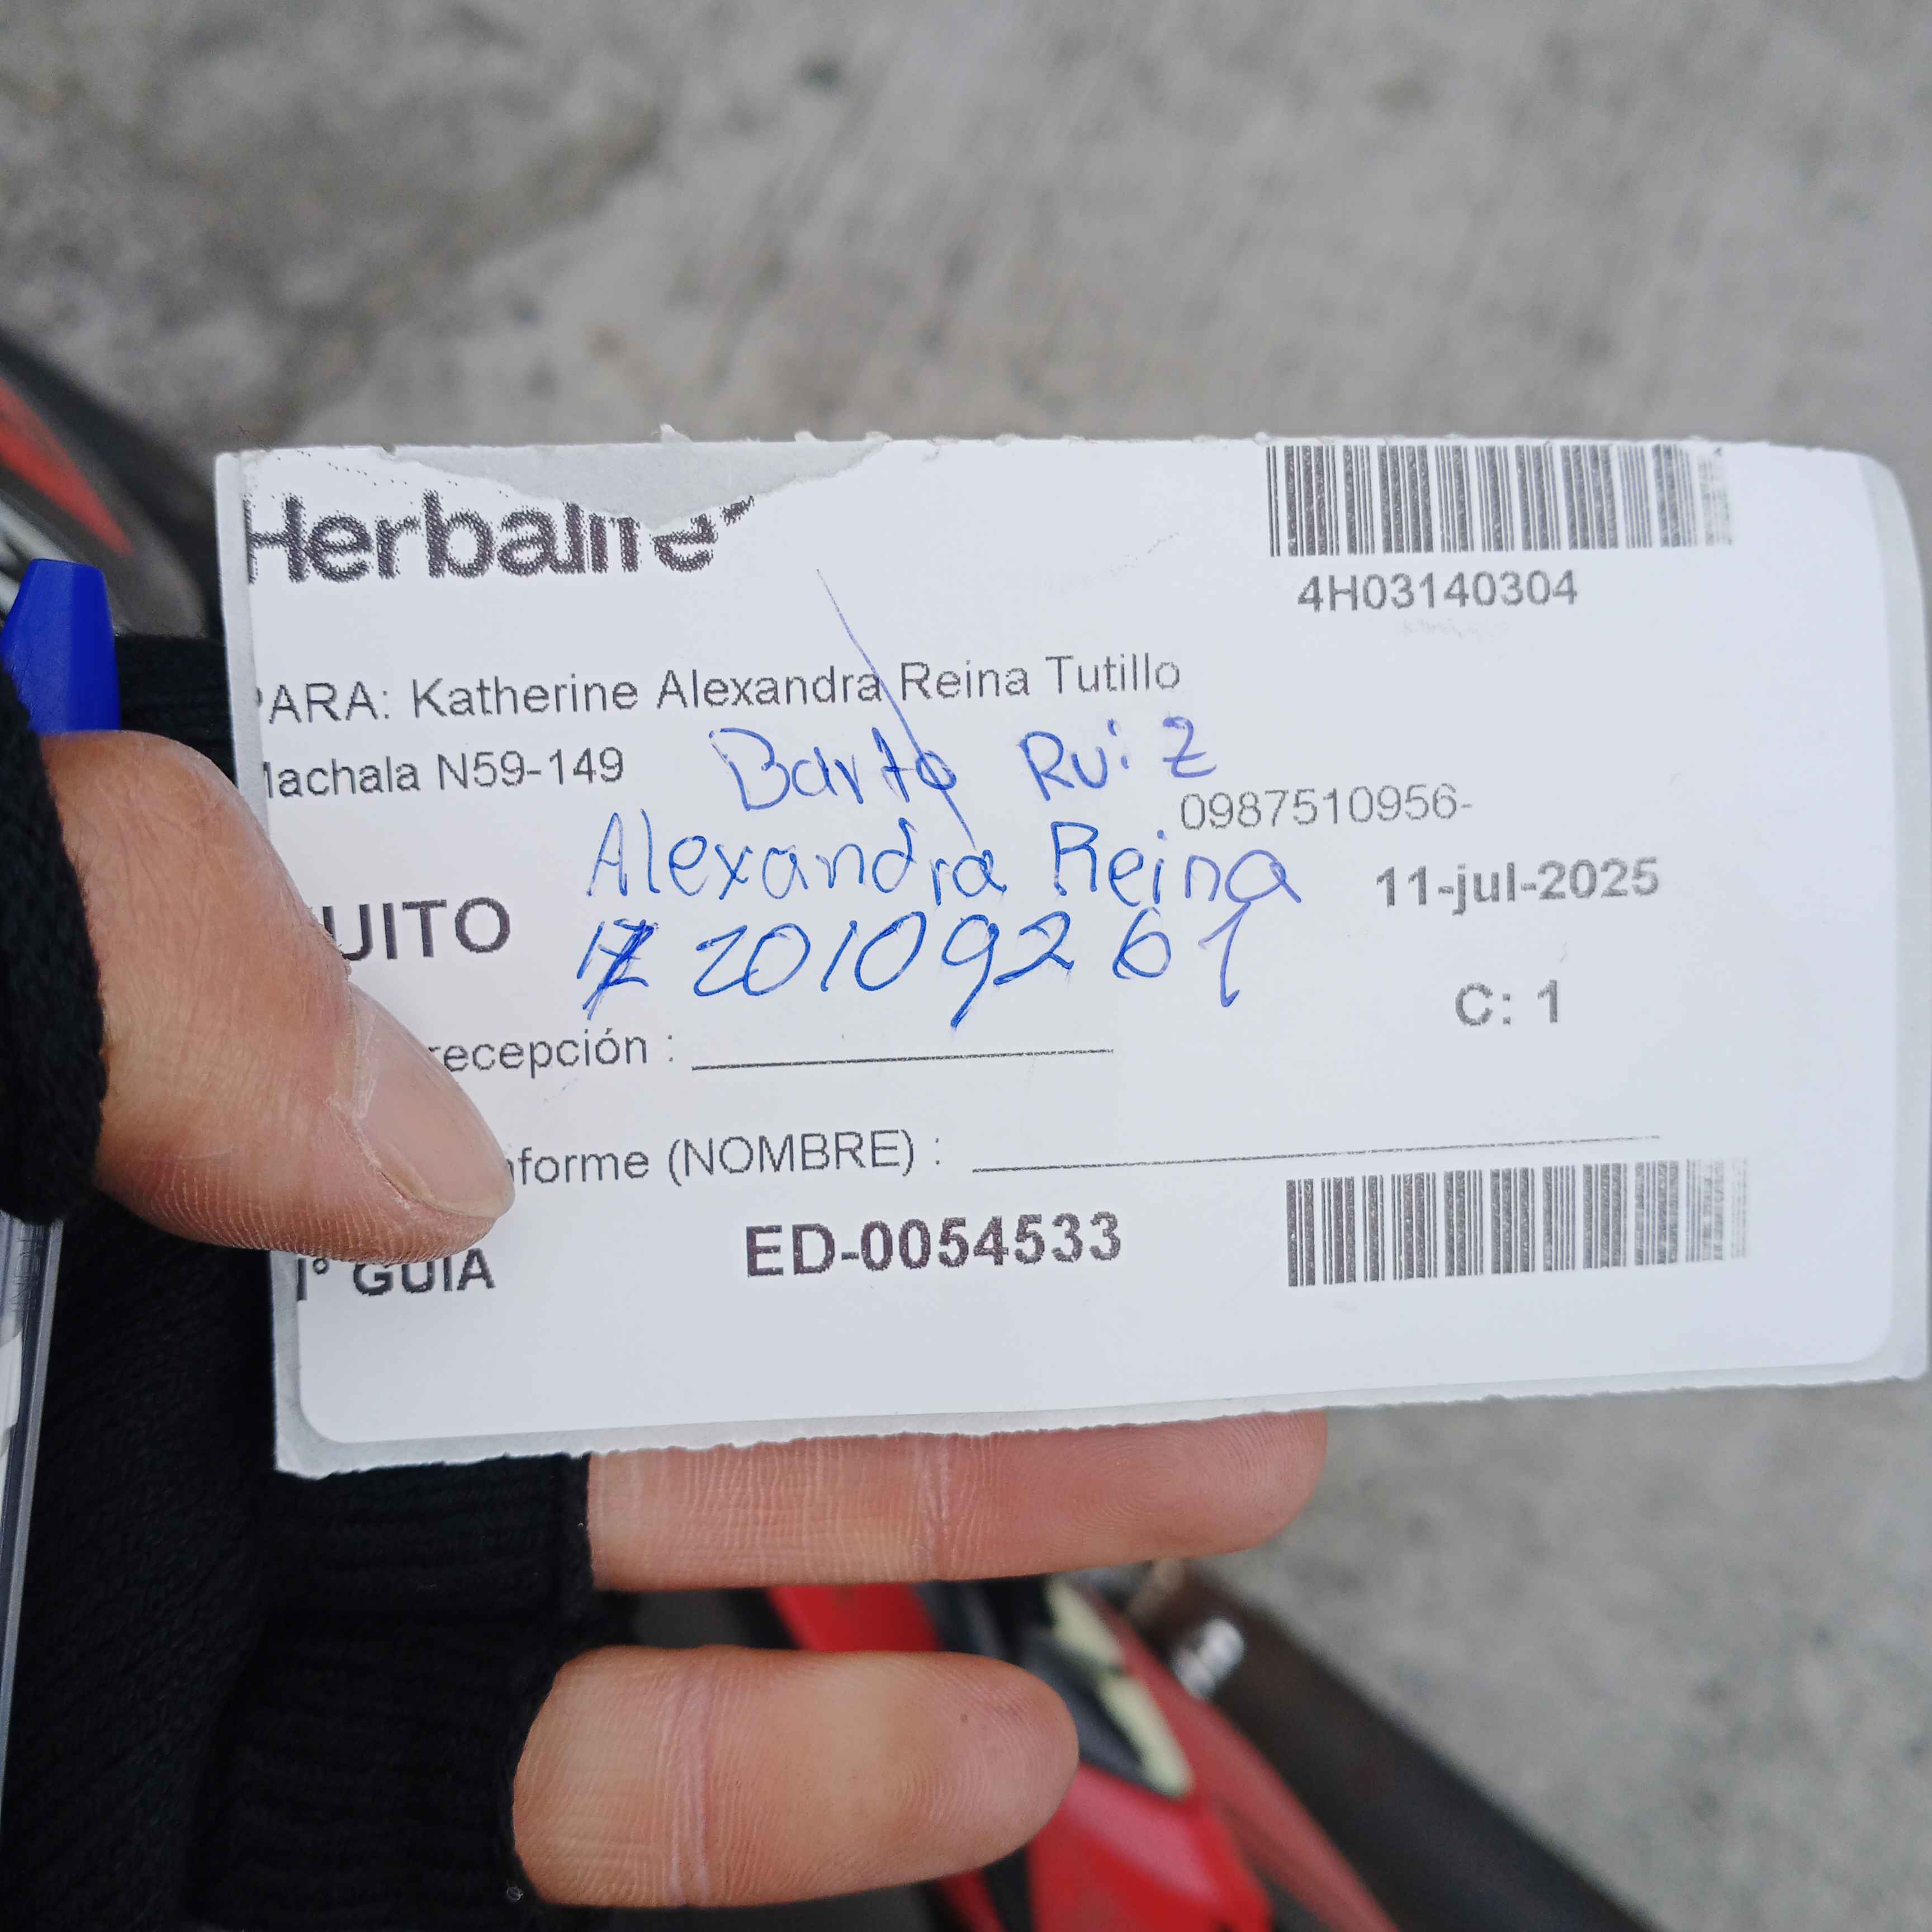 Herbalife
4H03140304
PARA: Katherine Alexandra Reina Tutillo
Machala N59-149
Barto Ruiz
0987510956-
Alexandra Reina
11-jul-2025
UITO
20109261
C: 1
recepción :
nforme (NOMBRE) :
N° GUIA
ED-0054533